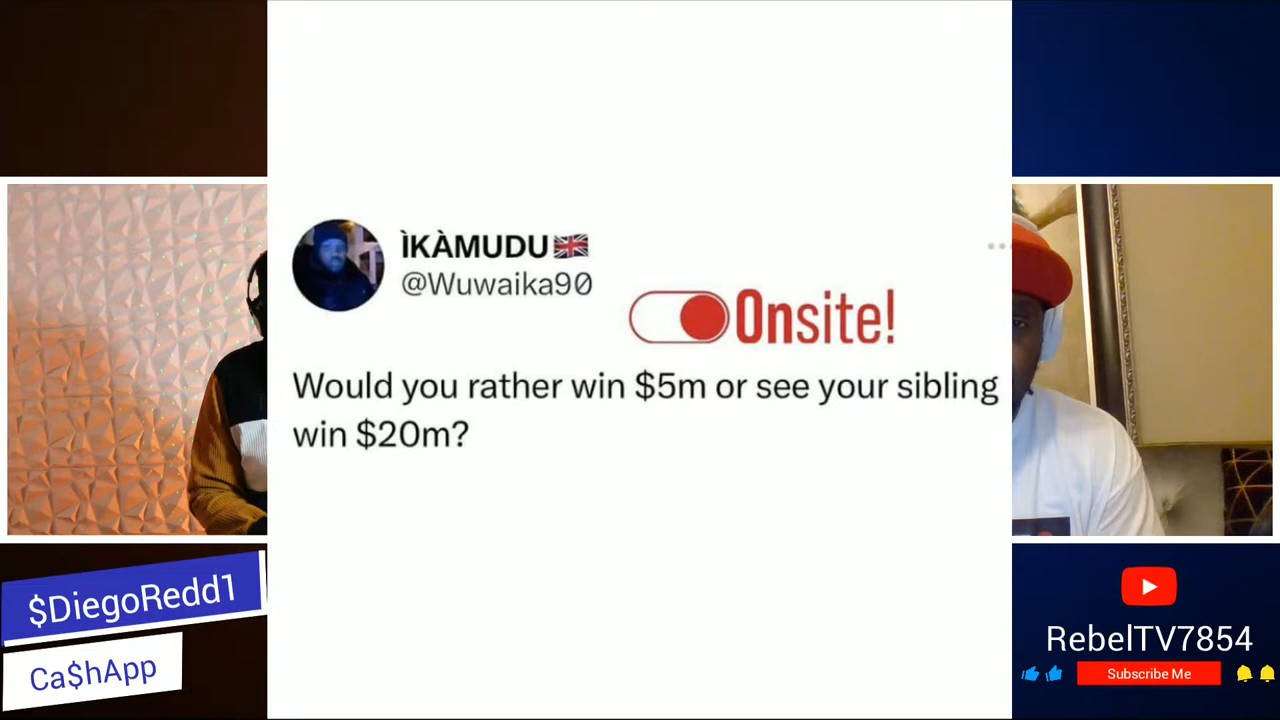 ÌKÀMUDU🇬🇧
@Wuwaika90
Onsite!
Would you rather win $5m or see your sibling
win $20m?
$DiegoRedd1
Ca$hApp
RebelTV7854
Subscribe Me